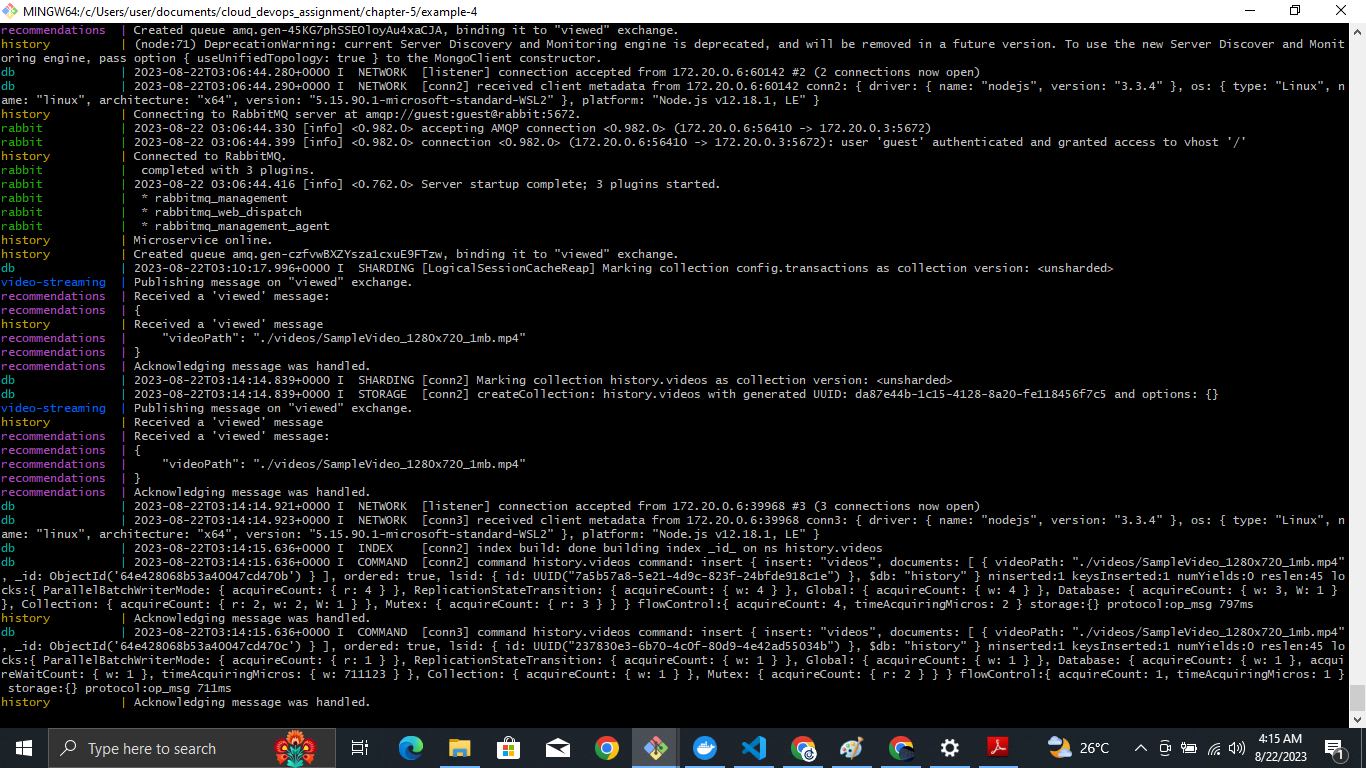 MINGW64:/c/Users/user/documents/cloud_devops_assignment/chapter-5/example-4
recommendations | Created queue amq.gen-45KG7phSSEOloyAu4xaCJA, binding it to "viewed" exchange.
history | (node:71) DeprecationWarning: current Server Discovery and Monitoring engine is deprecated, and will be removed in a future version. To use the new Server Discover and Monit
oring engine, pass option { useUnifiedTopology: true } to the MongoClient constructor.
db | 2023-08-22T03:06:44.280+0000 I NETWORK [listener] connection accepted from 172.20.0.6:60142 #2 (2 connections now open)
db | 2023-08-22T03:06:44.290+0000 I NETWORK [conn2] received client metadata from 172.20.0.6:60142 conn2: { driver: { name: "nodejs", version: "3.3.4" }, os: { type: "Linux", n
ame: "linux", architecture: "x64", version: "5.15.90.1-microsoft-standard-WSL2" }, platform: "Node.js v12.18.1, LE" }
history | Connecting to RabbitMQ server at amqp://guest:guest@rabbit:5672.
rabbit | 2023-08-22 03:06:44.330 [info] <0.982.0> accepting AMQP connection <0.982.0> (172.20.0.6:56410 -> 172.20.0.3:5672)
rabbit | 2023-08-22 03:06:44.399 [info] <0.982.0> connection <0.982.0> (172.20.0.6:56410 -> 172.20.0.3:5672): user 'guest' authenticated and granted access to vhost '/'
history | Connected to RabbitMQ.
rabbit | completed with 3 plugins.
rabbit | 2023-08-22 03:06:44.416 [info] <0.762.0> Server startup complete; 3 plugins started.
rabbit | * rabbitmq_management
rabbit | * rabbitmq_web_dispatch
rabbit | * rabbitmq_management_agent
history | Microservice online.
history | Created queue amq.gen-czfvwBXZYsza1cxuE9FTzw, binding it to "viewed" exchange.
db | 2023-08-22T03:10:17.996+0000 I SHARDING [LogicalSessionCacheReap] Marking collection config.transactions as collection version: <unsharded>
video-streaming | Publishing message on "viewed" exchange.
recommendations | Received a 'viewed' message:
recommendations | {
history | Received a 'viewed' message
recommendations | "videoPath": "./videos/SampleVideo_1280x720_1mb.mp4"
recommendations | }
recommendations | Acknowledging message was handled.
db | 2023-08-22T03:14:14.839+0000 I SHARDING [conn2] Marking collection history.videos as collection version: <unsharded>
db | 2023-08-22T03:14:14.839+0000 I STORAGE [conn2] createCollection: history.videos with generated UUID: da87e44b-1c15-4128-8a20-fe118456f7c5 and options: {}
video-streaming | Publishing message on "viewed" exchange.
history | Received a 'viewed' message
recommendations | Received a 'viewed' message:
recommendations | {
recommendations | "videoPath": "./videos/SampleVideo_1280x720_1mb.mp4"
recommendations | }
recommendations | Acknowledging message was handled.
db | 2023-08-22T03:14:14.921+0000 I NETWORK [listener] connection accepted from 172.20.0.6:39968 #3 (3 connections now open)
db | 2023-08-22T03:14:14.923+0000 I NETWORK [conn3] received client metadata from 172.20.0.6:39968 conn3: { driver: { name: "nodejs", version: "3.3.4" }, os: { type: "Linux", n
ame: "linux", architecture: "x64", version: "5.15.90.1-microsoft-standard-WSL2" }, platform: "Node.js v12.18.1, LE" }
db | 2023-08-22T03:14:15.636+0000 I INDEX [conn2] index build: done building index _id_ on ns history.videos
db | 2023-08-22T03:14:15.636+0000 I COMMAND [conn2] command history.videos command: insert { insert: "videos", documents: [ { videoPath: "./videos/SampleVideo_1280x720_1mb.mp4"
, _id: ObjectId('64e428068b53a40047cd470b') } ], ordered: true, lsid: { id: UUID("7a5b57a8-5e21-4d9c-823f-24bfde918c1e") }, $db: "history" } ninserted:1 keysInserted:1 numYields:0 reslen:45 lo
cks:{ ParallelBatchWriterMode: { acquireCount: { r: 4 } }, ReplicationStateTransition: { acquireCount: { w: 4 } }, Global: { acquireCount: { w: 4 } }, Database: { acquireCount: { w: 3, W: 1 }
}, Collection: { acquireCount: { r: 2, w: 2, W: 1 } }, Mutex: { acquireCount: { r: 3 } } } flowControl:{ acquireCount: 4, timeAcquiringMicros: 2 } storage:{} protocol:op_msg 797ms
history | Acknowledging message was handled.
db | 2023-08-22T03:14:15.636+0000 I COMMAND [conn3] command history.videos command: insert { insert: "videos", documents: [ { videoPath: "./videos/SampleVideo_1280x720_1mb.mp4"
, _id: ObjectId('64e428068b53a40047cd470c') } ], ordered: true, lsid: { id: UUID("237830e3-6b70-4c0f-80d9-4e42ad55034b") }, $db: "history" } ninserted:1 keysInserted:1 numYields:0 reslen:45 lo
cks:{ ParallelBatchWriterMode: { acquireCount: { r: 1 } }, ReplicationStateTransition: { acquireCount: { w: 1 } }, Global: { acquireCount: { w: 1 } }, Database: { acquireCount: { w: 1 }, acqui
reWaitCount: { w: 1 }, timeAcquiringMicros: { w: 711123 } }, Collection: { acquireCount: { w: 1 } }, Mutex: { acquireCount: { r: 2 } } } flowControl:{ acquireCount: 1, timeAcquiringMicros: 1 }
storage:{} protocol:op_msg 711ms
history | Acknowledging message was handled.
Type here to search
26°C
4:15 AM
8/22/2023
1